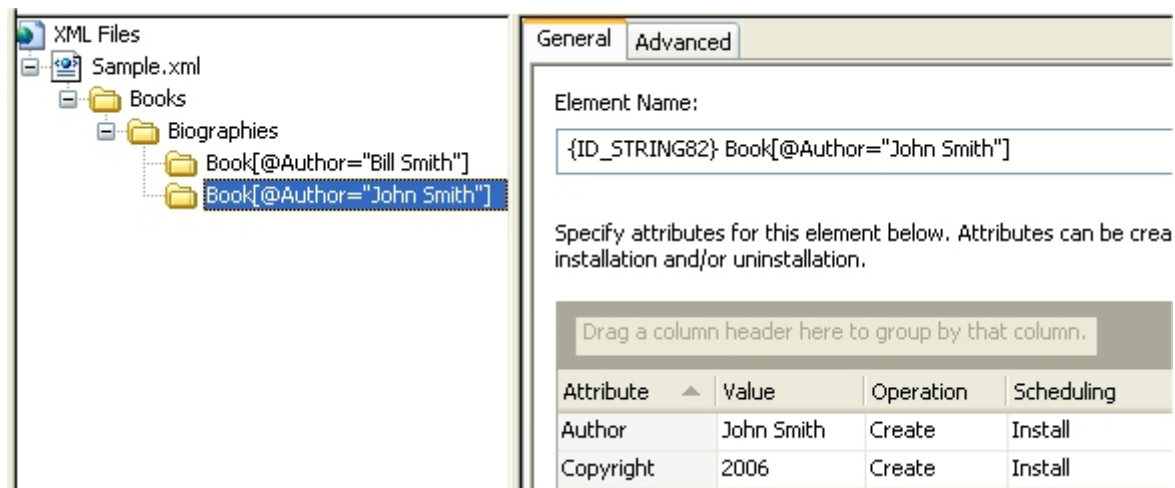 XML Files
Sample.xml
Books
Biographies
Book[@Author="Bill Smith"]
Book[@Author="John Smith"]
General Advanced
Element Name:
{ID_STRING82} Book[@Author="John Smith"]
Specify attributes for this element below. Attributes can be crea
installation and/or uninstallation.
Drag a column header here to group by that column.
Attribute Value Operation Scheduling
Author John Smith Create Install
Copyright 2006 Create Install